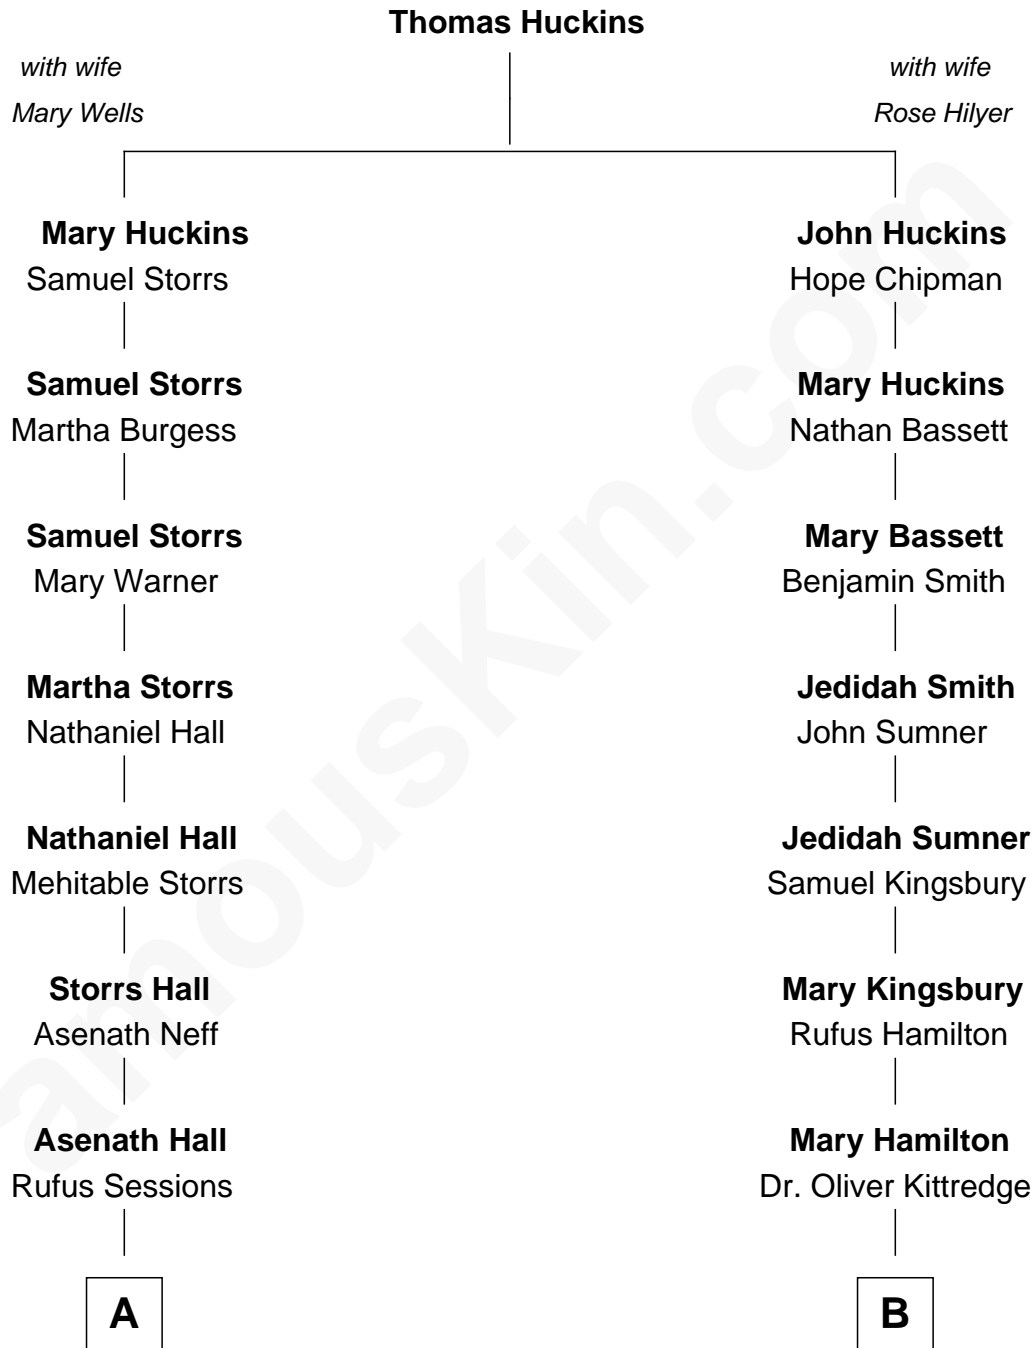 Thomas Huckins
with wife
Mary Wells
with wife
Rose Hilyer
Mary Huckins
Samuel Storrs
John Huckins
Hope Chipman
Samuel Storrs
Martha Burgess
Mary Huckins
Nathan Bassett
Samuel Storrs
Mary Warner
Mary Bassett
Benjamin Smith
Martha Storrs
Nathaniel Hall
Jedidah Smith
John Sumner
Nathaniel Hall
Mehitable Storrs
Jedidah Sumner
Samuel Kingsbury
Storrs Hall
Asenath Neff
Mary Kingsbury
Rufus Hamilton
Asenath Hall
Rufus Sessions
Mary Hamilton
Dr. Oliver Kittredge
A
B
amouskin.com